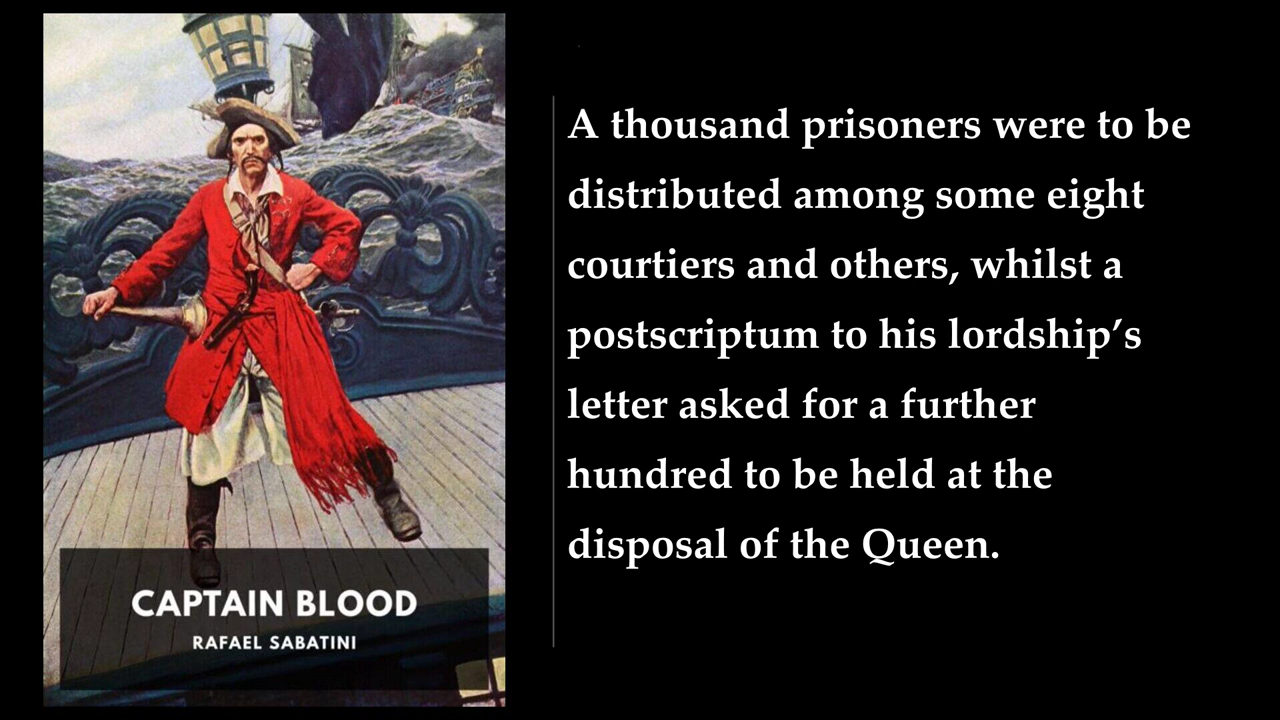 A thousand prisoners were to be
distributed among some eight
courtiers and others, whilst a
postscriptum to his lordship’s
letter asked for a further
hundred to be held at the
disposal of the Queen.
CAPTAIN BLOOD
RAFAEL SABATINI